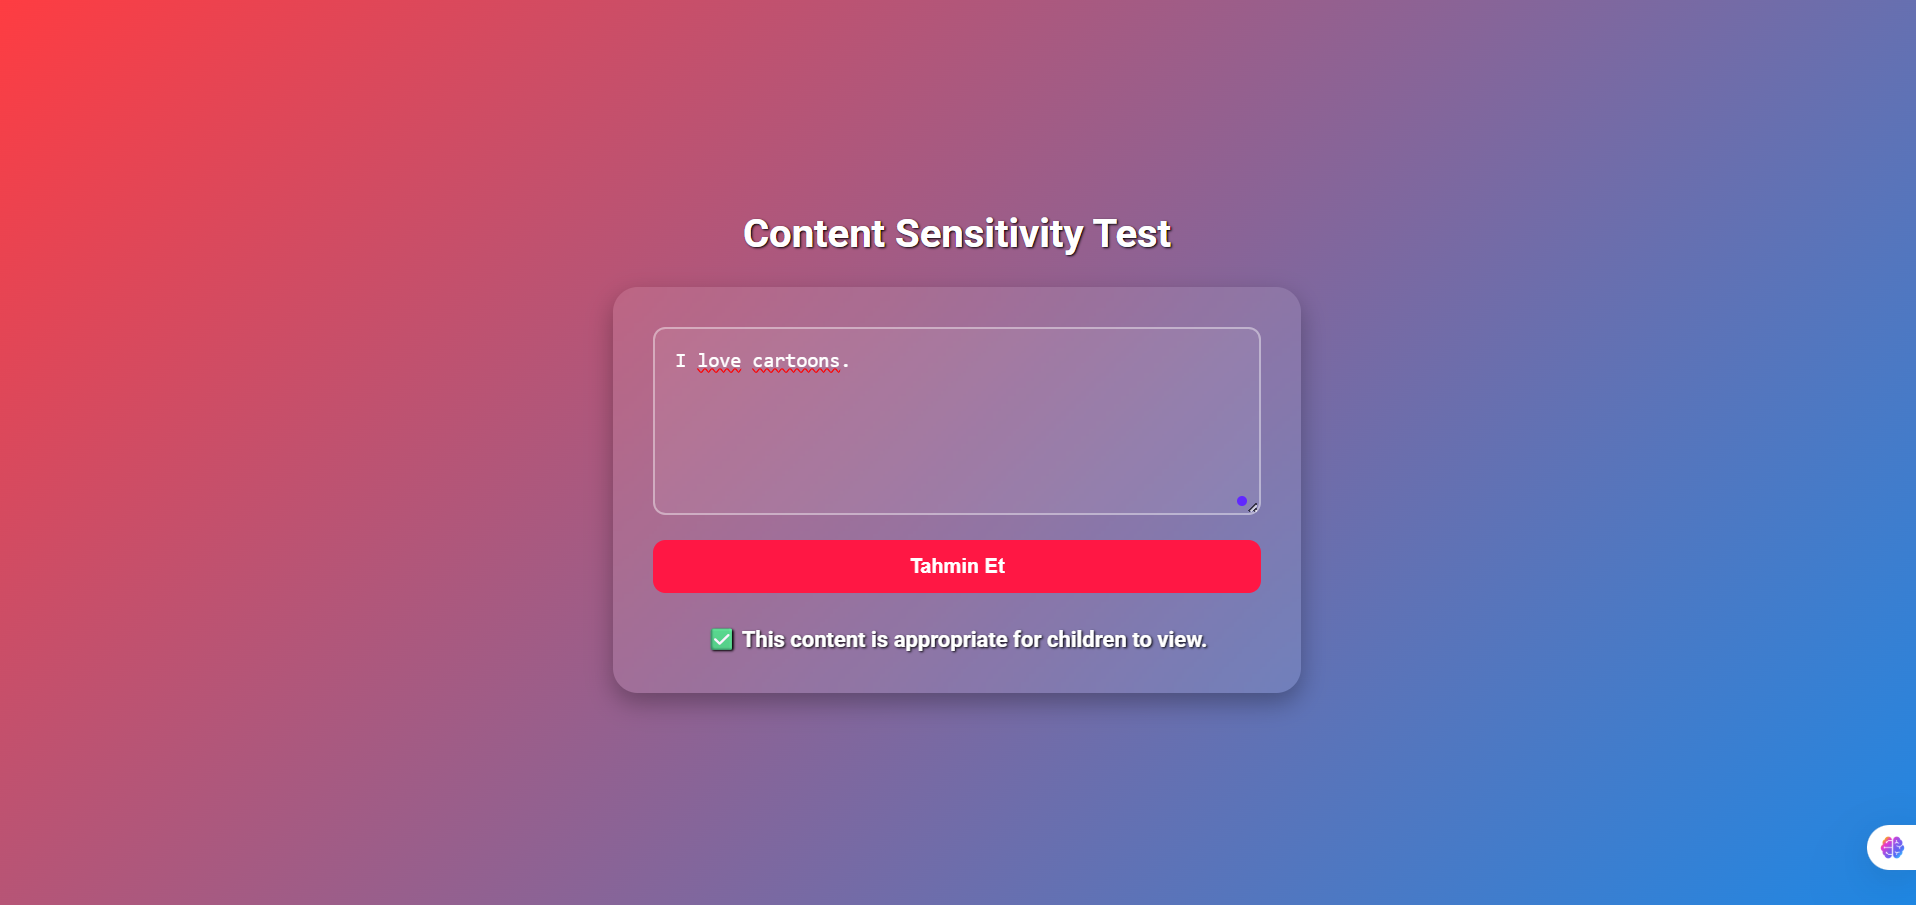 Content Sensitivity Test
I love cartoons.
Tahmin Et
✅ This content is appropriate for children to view.